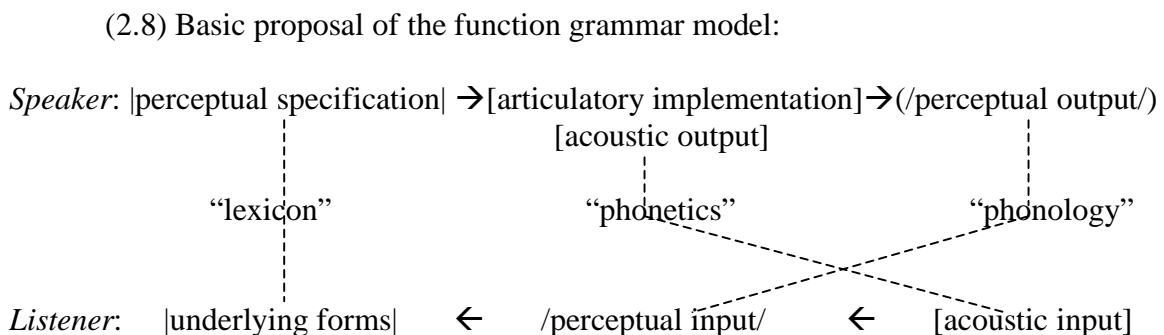 (2.8) Basic proposal of the function grammar model:
Speaker: |perceptual specification| →[articulatory implementation]→(/perceptual output/)
[acoustic output]
“lexicon” “phonetics” “phonology”
Listener: |underlying forms| ← /perceptual input/ ← [acoustic input]